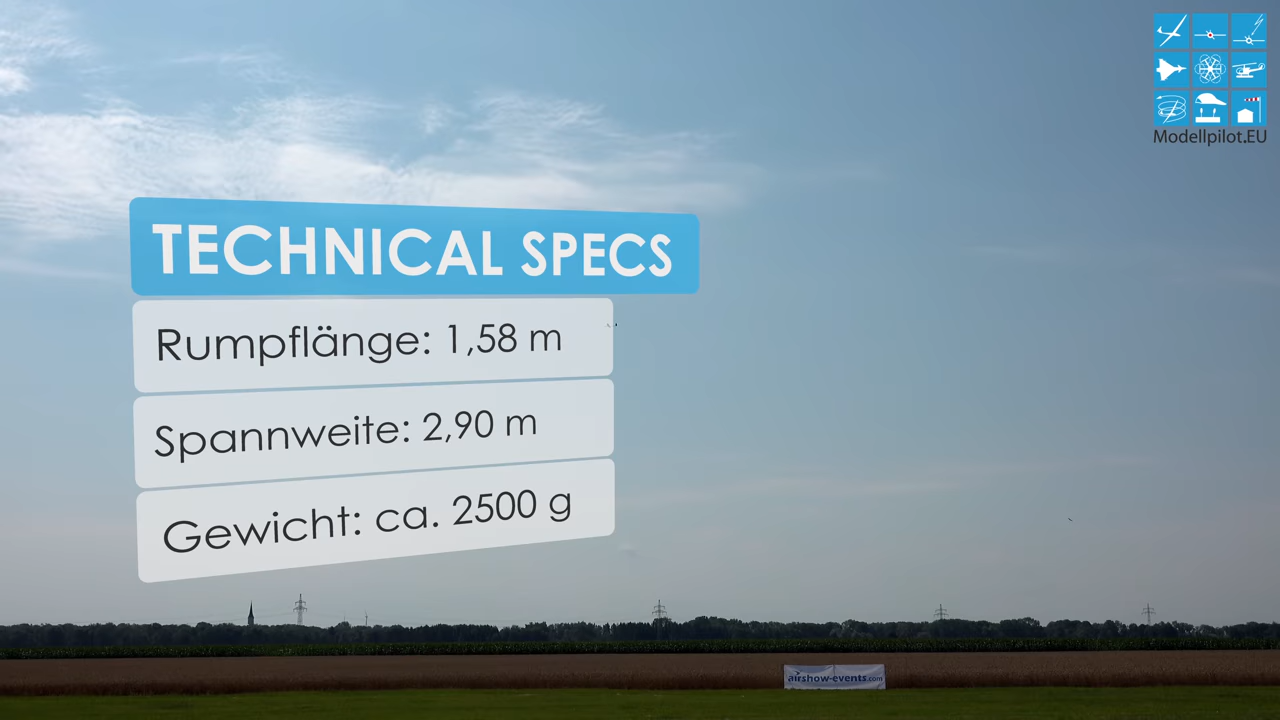 Modellpilot.EU
TECHNICAL SPECS
Rumpflänge: 1,58 m
Spannweite: 2,90 m
Gewicht: ca. 2500 g
airshow-events.com